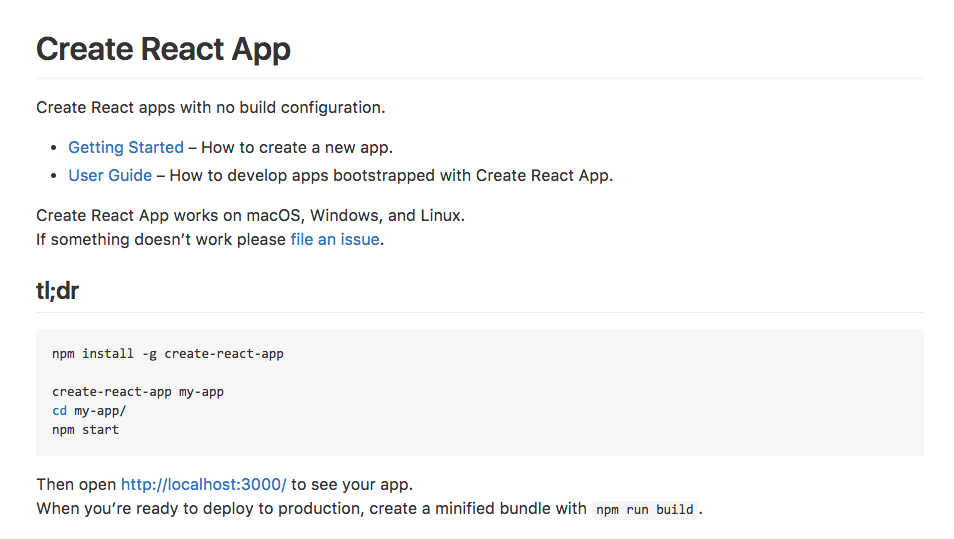 Create React App
Create React apps with no build configuration.
• Getting Started – How to create a new app.
• User Guide – How to develop apps bootstrapped with Create React App.
Create React App works on macOS, Windows, and Linux.
If something doesn’t work please file an issue.
tl;dr
npm install -g create-react-app
create-react-app my-app
cd my-app/
npm start
Then open http://localhost:3000/ to see your app.
When you’re ready to deploy to production, create a minified bundle with npm run build.